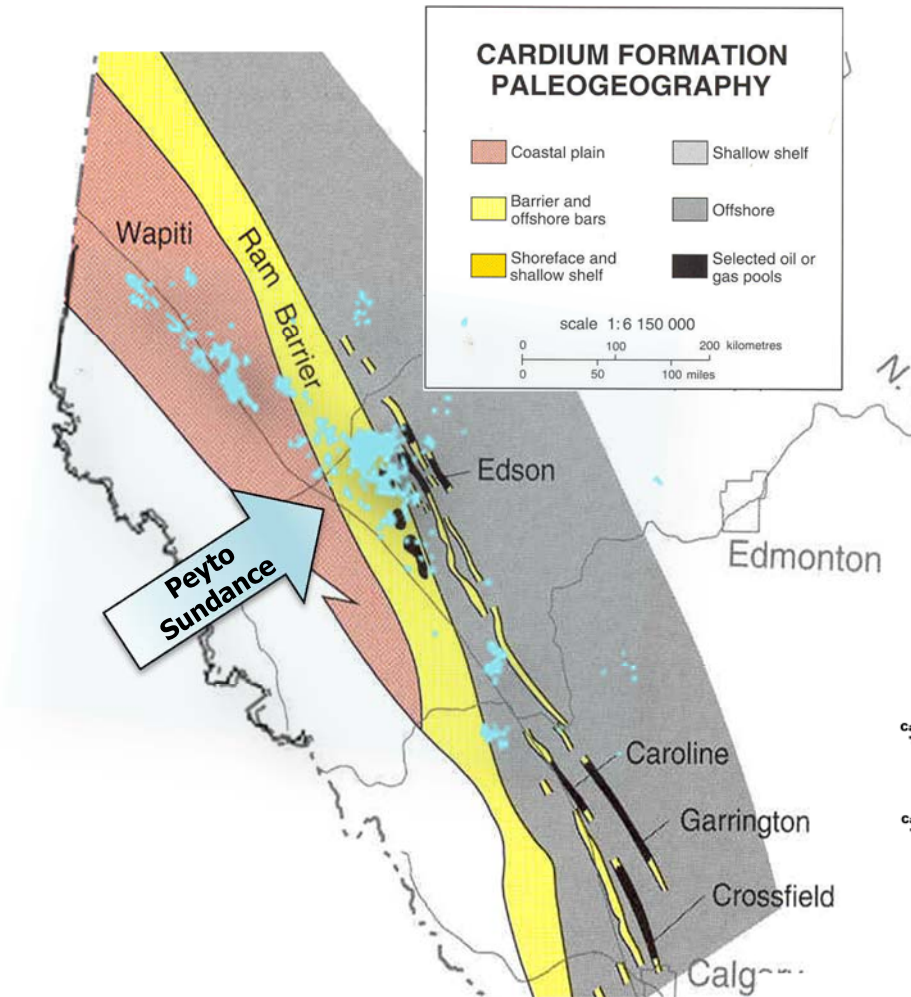 CARDIUM FORMATION
PALEOGEOGRAPHY
Coastal plain
Shallow shelf
Barrier and
offshore bars
Offshore
Shoreface and
shallow shelf
Selected oil or
gas pools
scale 1:6 150 000
0 100 200 kilometres
0 50 100 miles
Wapiti
Ram Barrier
N.
Edson
Edmonton
Peyto
Sundance
Caroline
Garrington
Crossfield